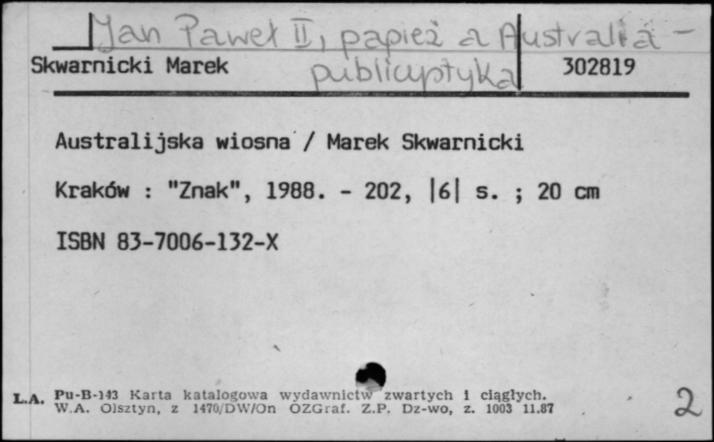 Jan Paweł II, papież a Australia -
publicystyka
Skwarnicki Marek 302819
Australijska wiosna / Marek Skwarnicki
Kraków : "Znak", 1988. - 202, |6| s. ; 20 cm
ISBN 83-7006-132-X
L.A. Pu-B-143 Karta katalogowa wydawnictw zwartych i ciągłych.
W.A. Olsztyn, z 1470/DW/On OZGraf. Z.P. Dz-wo, z. 1003 11.87
2